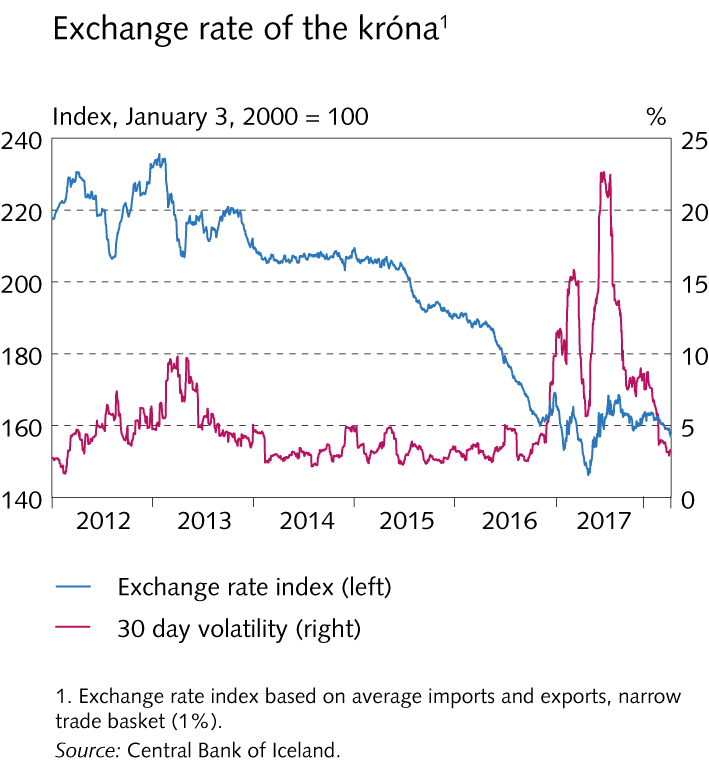 Exchange rate of the króna1
Index, January 3, 2000 = 100 %
240 25
220 20
200 15
180 10
160 5
140 0
2012 2013 2014 2015 2016 2017
Exchange rate index (left)
30 day volatility (right)
1. Exchange rate index based on average imports and exports, narrow
trade basket (1%).
Source: Central Bank of Iceland.